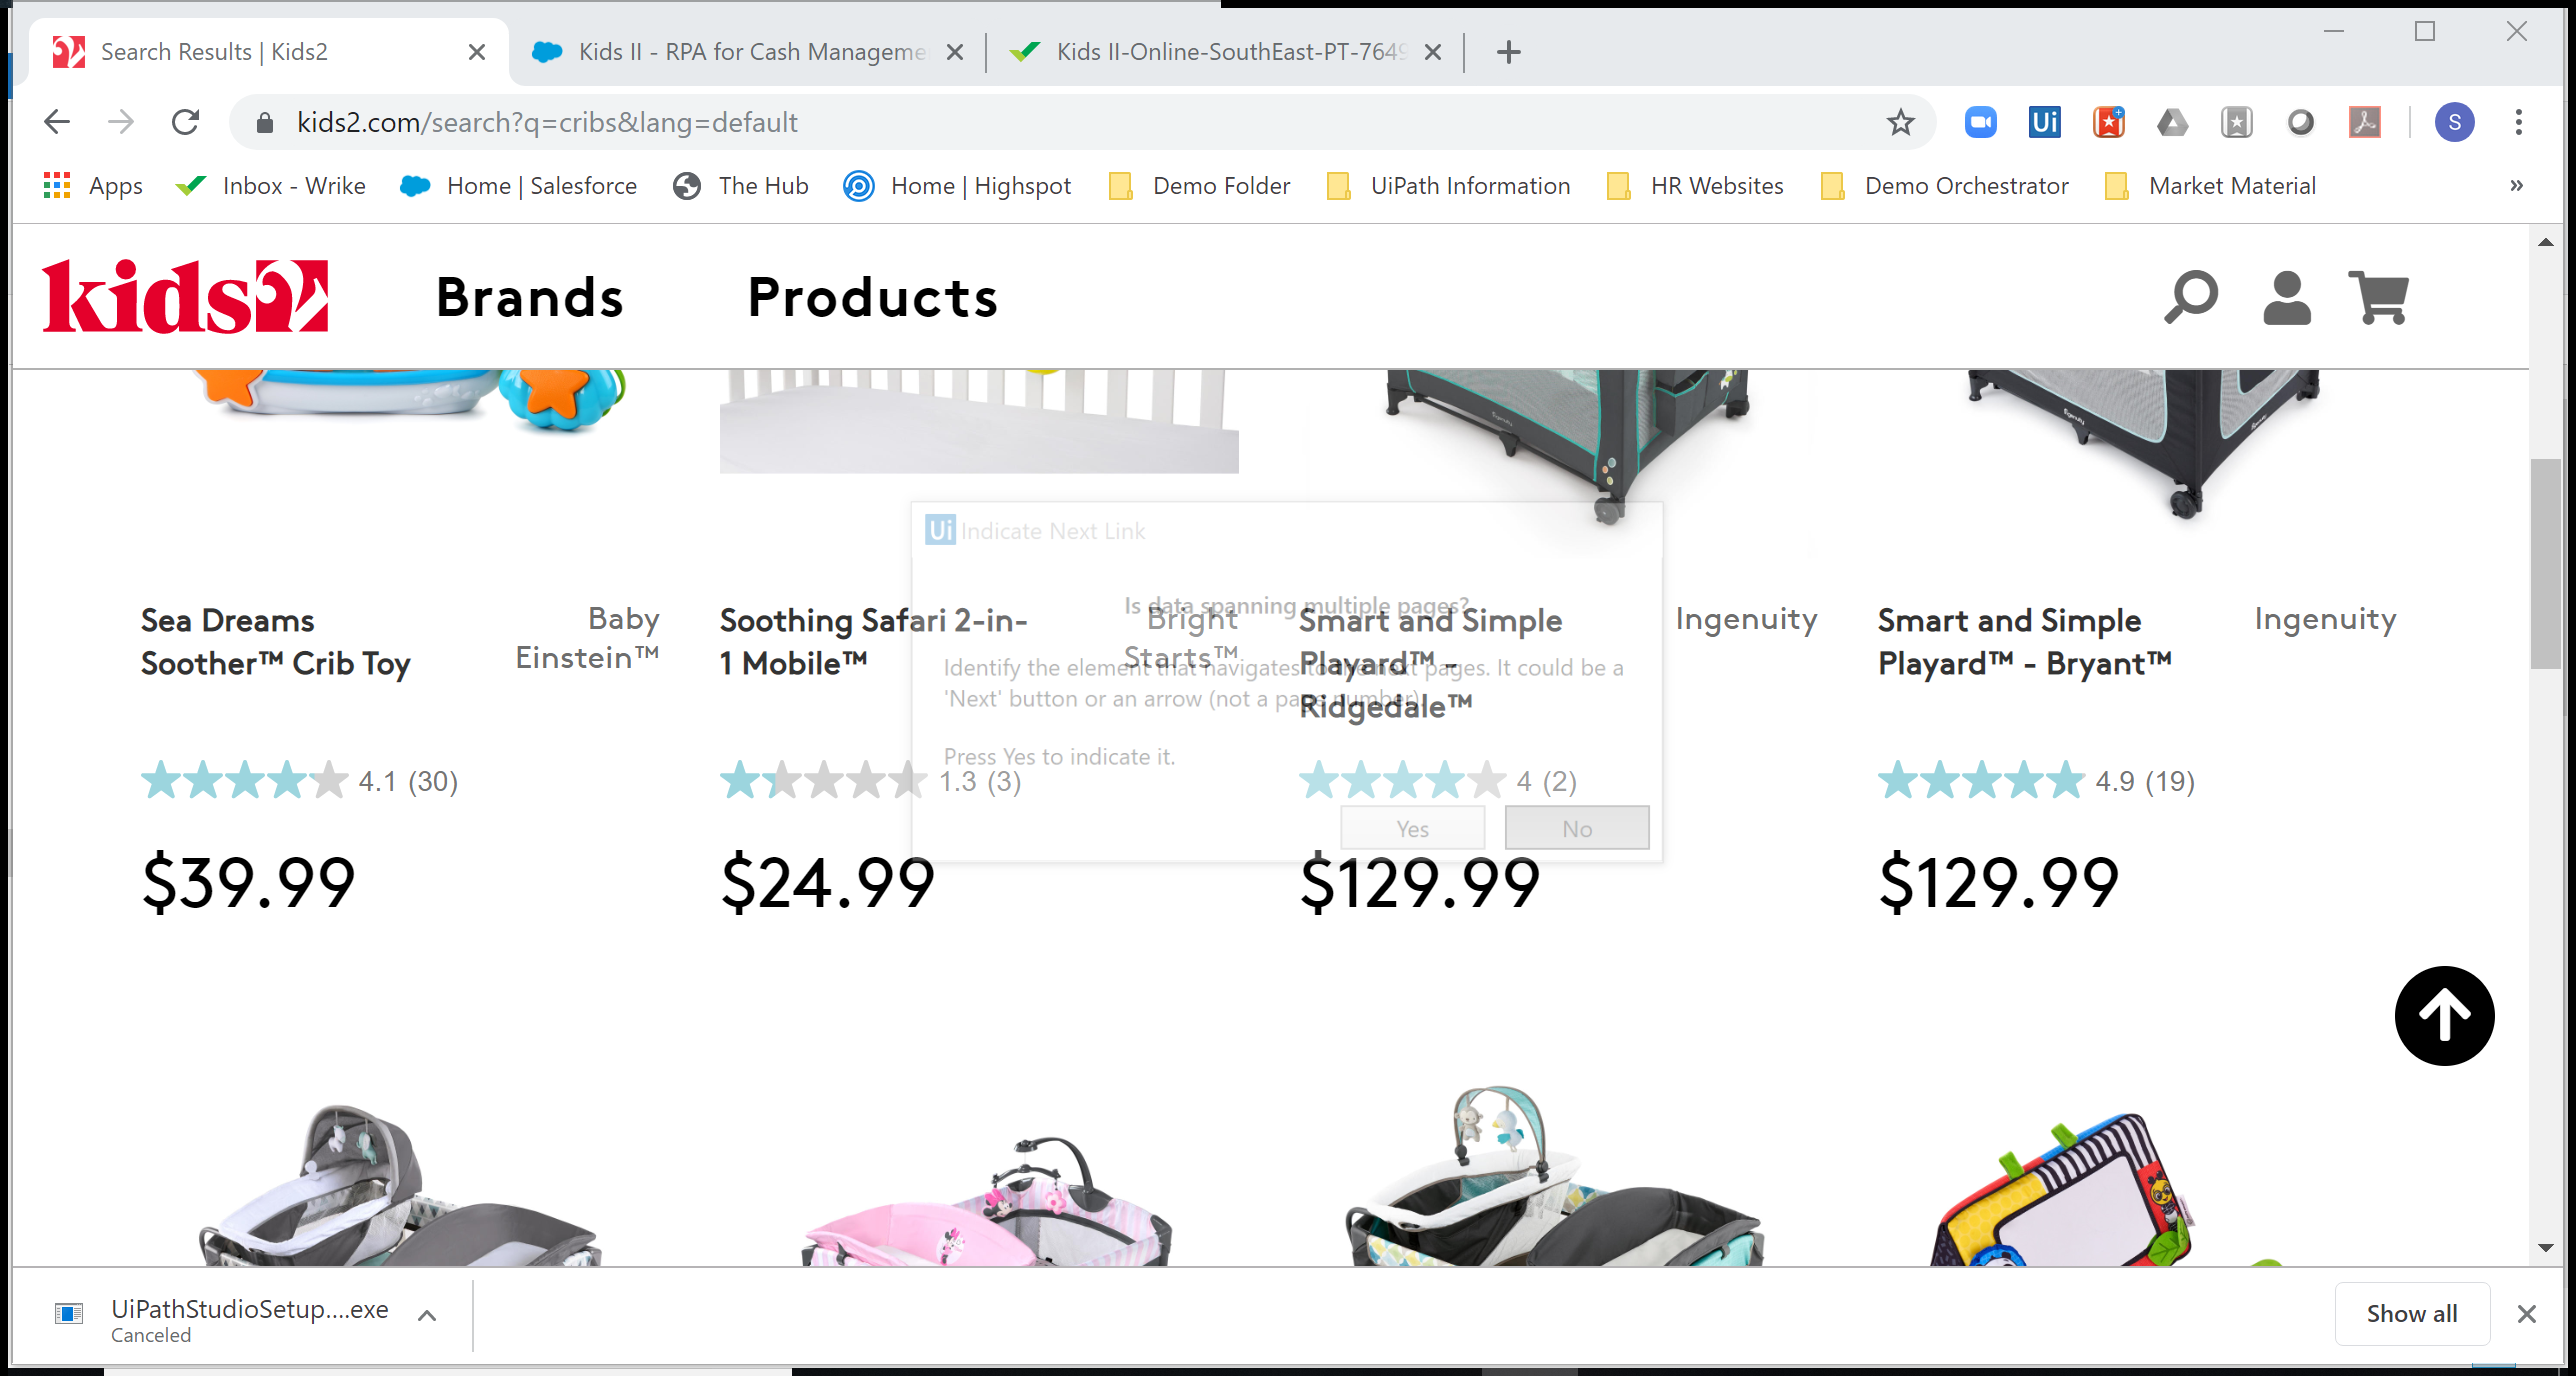 Search Results | Kids2
Kids II - RPA for Cash Manageme
Kids II-Online-SouthEast-PT-7649
kids2.com/search?q=cribs&lang=default
Ui
S
Apps
Inbox - Wrike
Home | Salesforce
The Hub
Home | Highspot
Demo Folder
UiPath Information
HR Websites
Demo Orchestrator
Market Material
»
kids2
Brands
Products
Ui Indicate Next Link
Is data spanning multiple pages?
Identify the element that navigates to the next pages. It could be a
'Next' button or an arrow (not a page number).
Press Yes to indicate it.
Yes
No
Sea Dreams
Soother™ Crib Toy
Baby
Einstein™
4.1 (30)
$39.99
Soothing Safari 2-in-
1 Mobile™
Bright
Starts™
1.3 (3)
$24.99
Smart and Simple
Playard™ -
Ridgedale™
Ingenuity
4 (2)
$129.99
Smart and Simple
Playard™ - Bryant™
Ingenuity
4.9 (19)
$129.99
UiPathStudioSetup....exe
Canceled
Show all